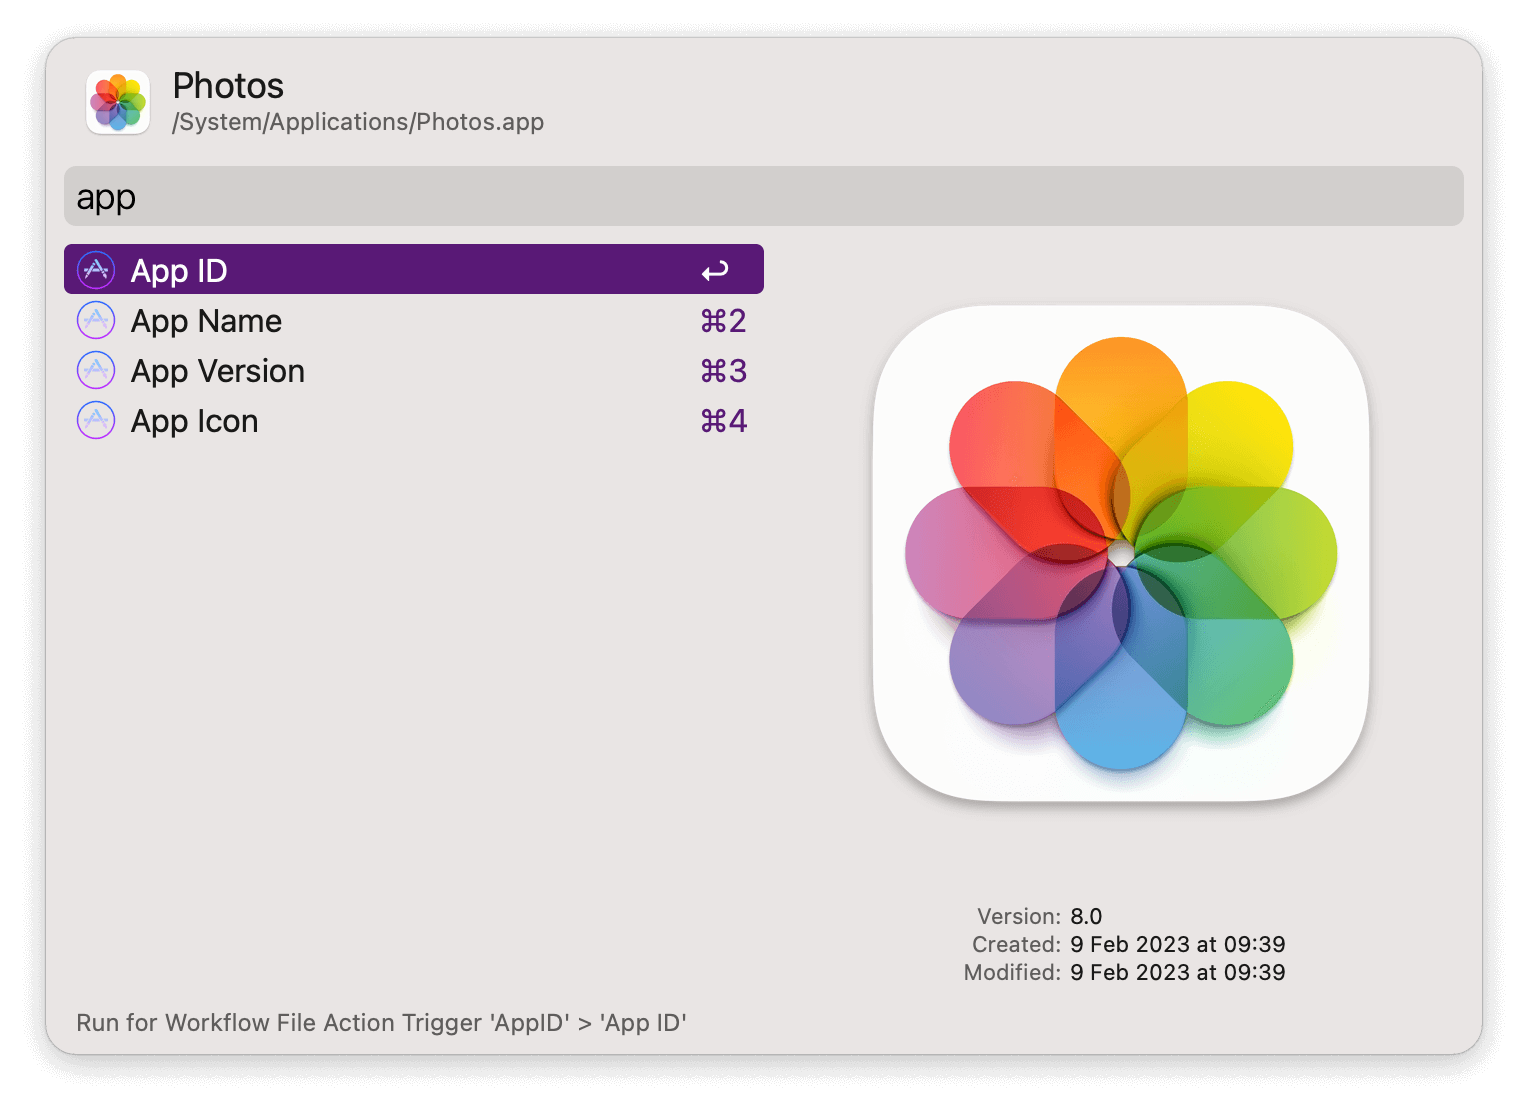 Photos
/System/Applications/Photos.app
app
App ID
App Name ⌘2
App Version ⌘3
App Icon ⌘4
Version: 8.0
Created: 9 Feb 2023 at 09:39
Modified: 9 Feb 2023 at 09:39
Run for Workflow File Action Trigger 'AppID' > 'App ID'